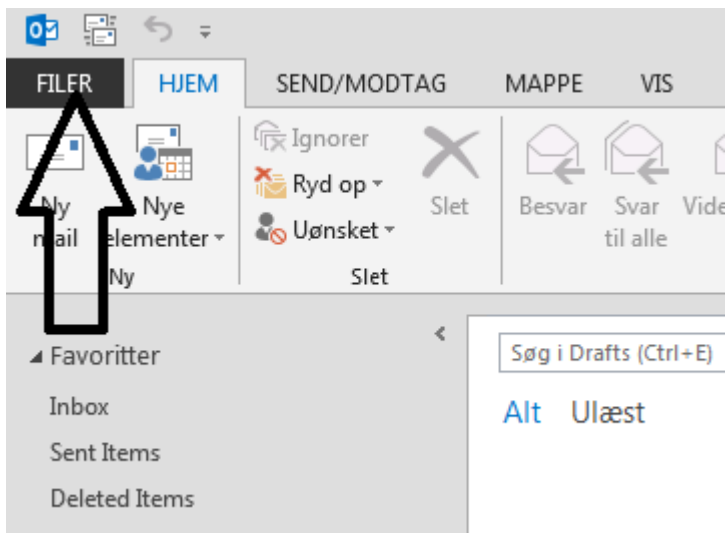 FILER HJEM SEND/MODTAG MAPPE VIS
Ignorer
Ryd op
Uønsket
Ny Nye Slet Besvar Svar
mail elementer til alle
Ny Slet
Favoritter
Søg i Drafts (Ctrl+E)
Inbox
Alt Ulæst
Sent Items
Deleted Items